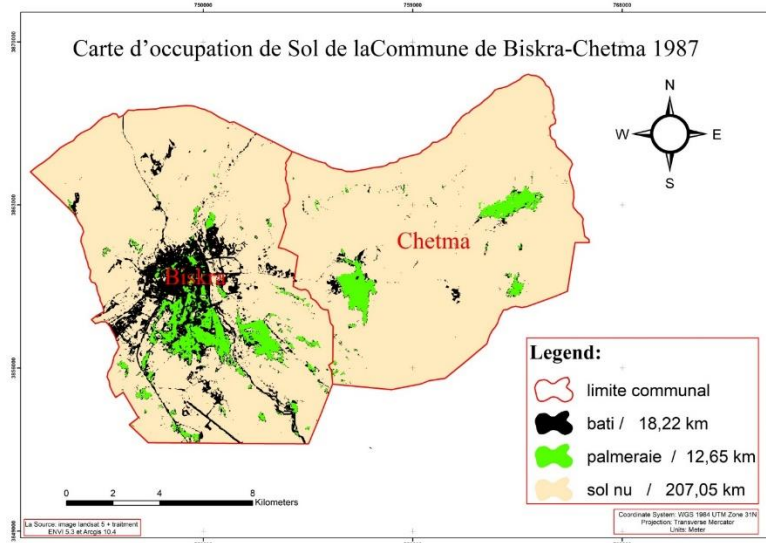 Carte d'occupation de Sol de laCommune de Biskra-Chetma 1987
N
W E
S
Chetma
Biskra
Legend:
limite communal
bati / 18,22 km
palmeraie / 12,65 km
sol nu / 207,05 km
0 2 4 8
Kilometers
La Source: image landsat 5 + traitment
ENVI 5.3 et Arcgis 10.4
Coordinate System: WGS 1984 UTM Zone 31N
Projection: Transverse Mercator
Units: Meter